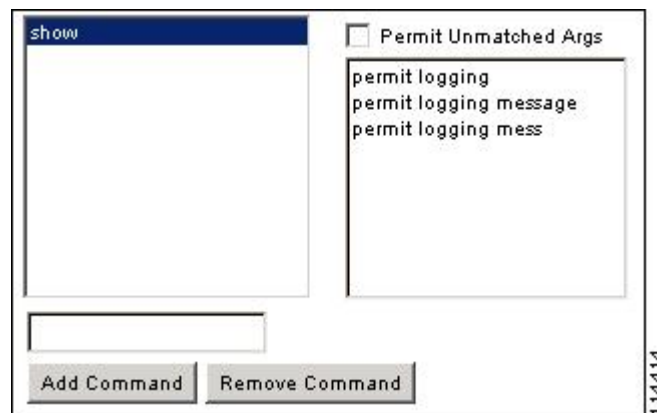 show
Permit Unmatched Args
permit logging
permit logging message
permit logging mess
Add Command
Remove Command